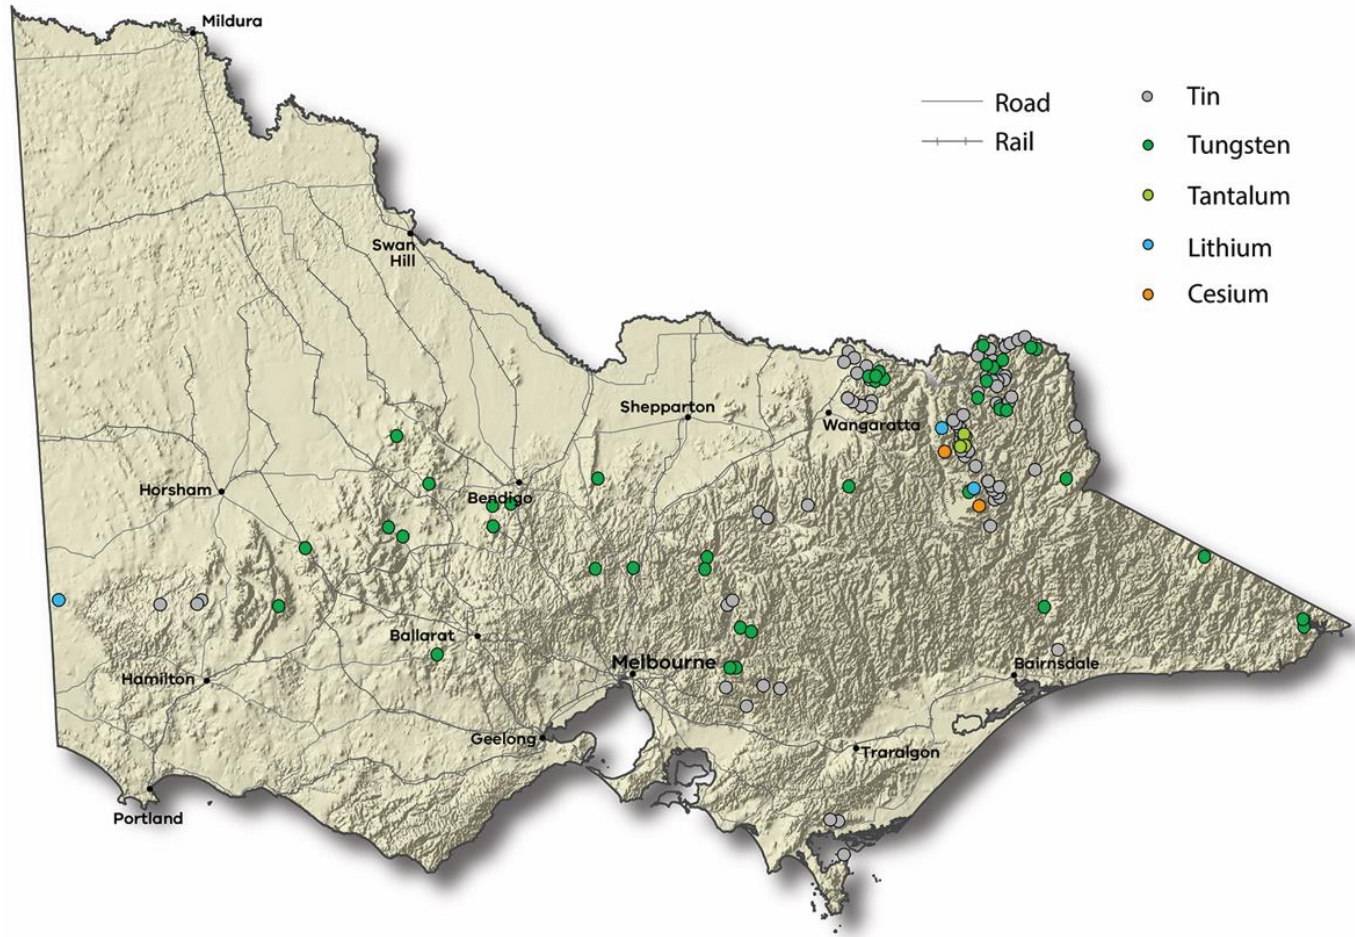 Mildura
Road
Rail
Tin
Tungsten
Tantalum
Lithium
Cesium
Swan
Hill
Shepparton
Wangaratta
Horsham
Bendigo
Ballarat
Melbourne
Bairnsdale
Hamilton
Geelong
Traralgon
Portland